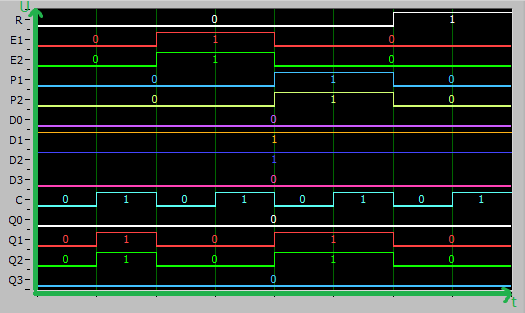 U
R 0 1
E1 0 1 0
E2 0 1 0
P1 0 1 0
P2 0 1 0
D0 0
D1 1
D2 1
D3 0
C 0 1 0 1 0 1 0 1
Q0 0
Q1 0 1 0 1 0
Q2 0 1 0 1 0
Q3 0
t